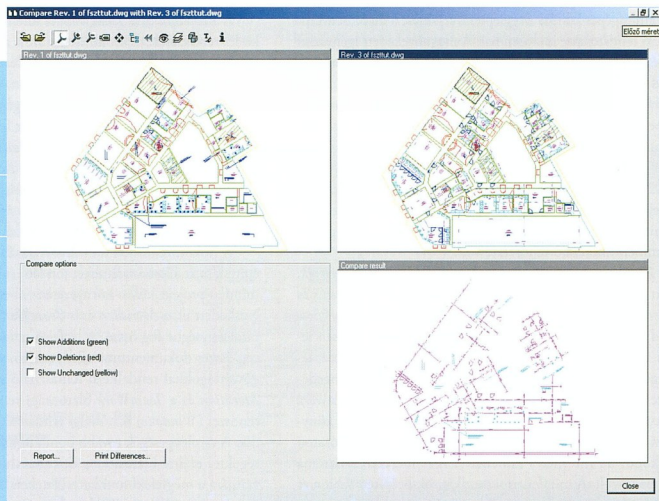 Compare Rev. 1 of fszttut.dwg with Rev. 3 of fszttut.dwg
Előző méret
Rev. 1 of fszttut.dwg
Rev. 3 of fszttut.dwg
Compare options
Show Additions (green)
Show Deletions (red)
Show Unchanged (yellow)
Compare result
Report...
Print Differences...
Close